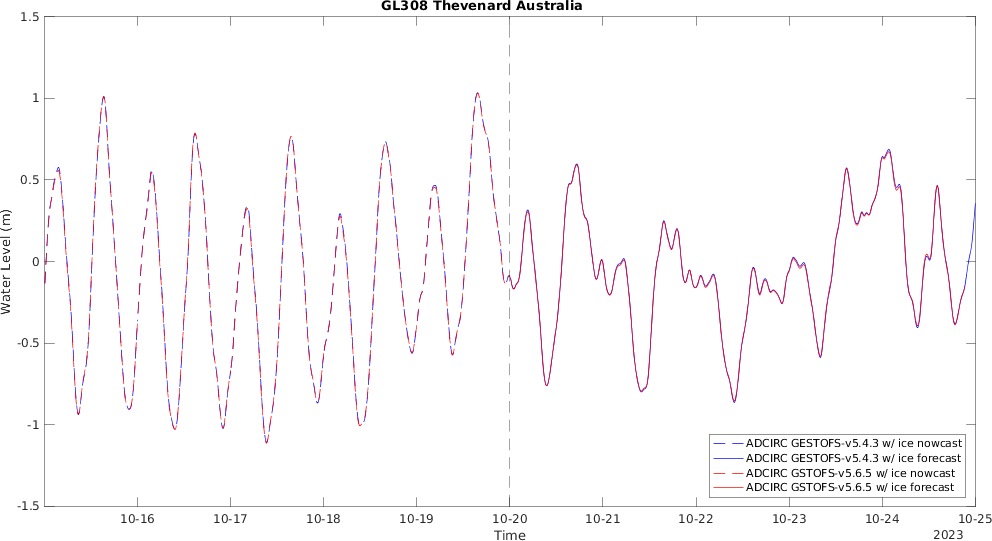 GL308 Thevenard Australia
Water Level (m)
1.5
1
0.5
0
-0.5
-1
-1.5
ADCIRC GESTOFS-v5.4.3 w/ ice nowcast
ADCIRC GESTOFS-v5.4.3 w/ ice forecast
ADCIRC GSTOFS-v5.6.5 w/ ice nowcast
ADCIRC GSTOFS-v5.6.5 w/ ice forecast
10-16 10-17 10-18 10-19 10-20 10-21 10-22 10-23 10-24 10-25
Time
2023